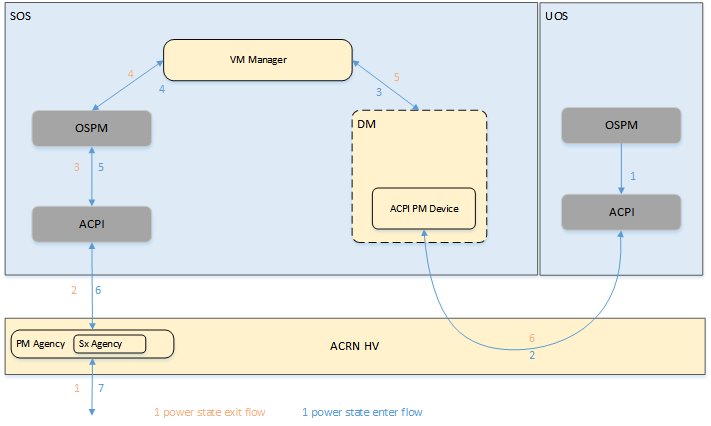 SOS
UOS
VM Manager
4
4
5
3
OSPM
DM
OSPM
3
5
1
ACPI
ACPI PM Device
ACPI
2
6
PM Agency
Sx Agency
ACRN HV
6
2
1
7
1 power state exit flow
1 power state enter flow